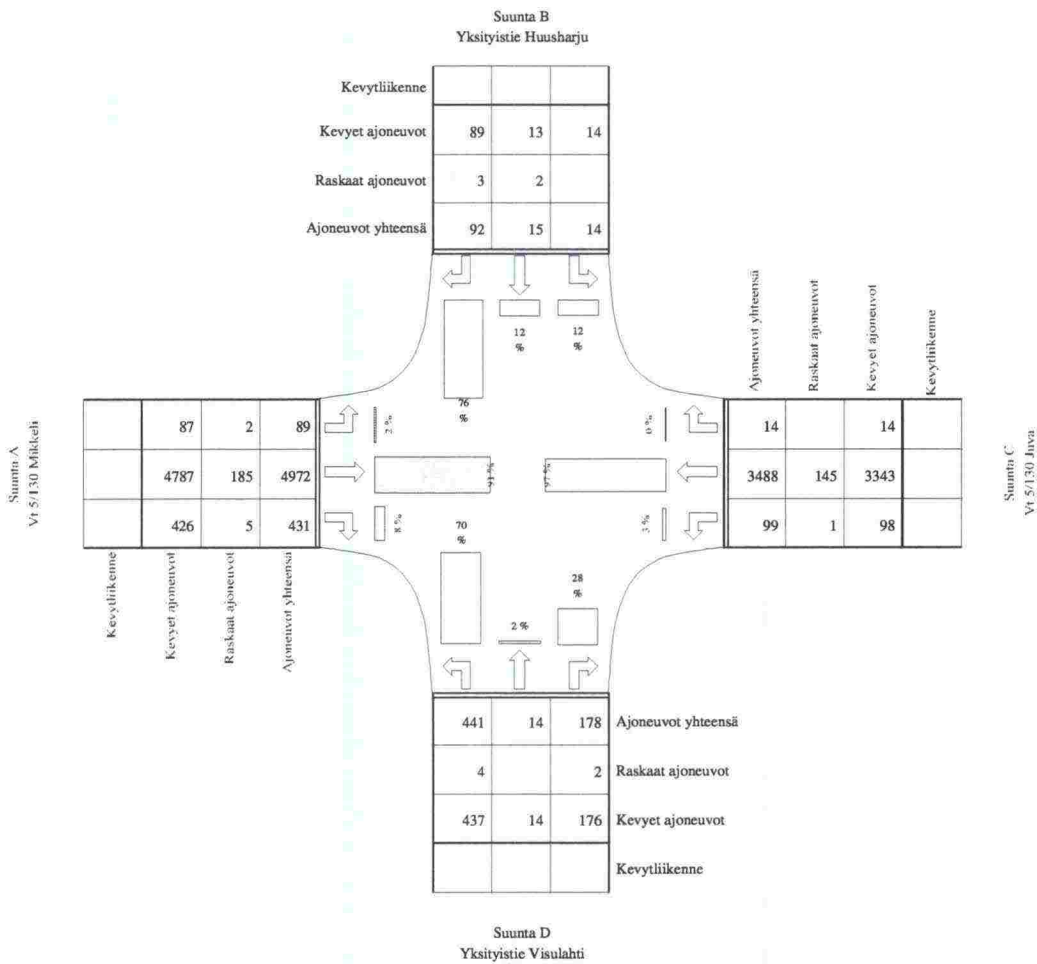 Suunta B
Yksityistie Huusharju
Kevytliikenne
Kevyet ajoneuvot 89 13 14
Raskaat ajoneuvot 3 2
Ajoneuvot yhteensä 92 15 14
12 % 12 %
76 %
Ajoneuvot yhteensä
Raskaat ajoneuvot
Kevyet ajoneuvot
Kevytliikenne
Suunta A
Vt 5/130 Mikkeli
87 2 89
4787 185 4972
426 5 431
Kevytliikenne
Kevyet ajoneuvot
Raskaat ajoneuvot
Ajoneuvot yhteensä
2 %
91 %
8 %
0 %
97 %
3 %
14 14
3488 145 3343
99 1 98
Suunta C
Vt 5/130 Juva
70 %
2 %
28 %
441 14 178 Ajoneuvot yhteensä
4 2 Raskaat ajoneuvot
437 14 176 Kevyet ajoneuvot
Kevytliikenne
Suunta D
Yksityistie Visulahti